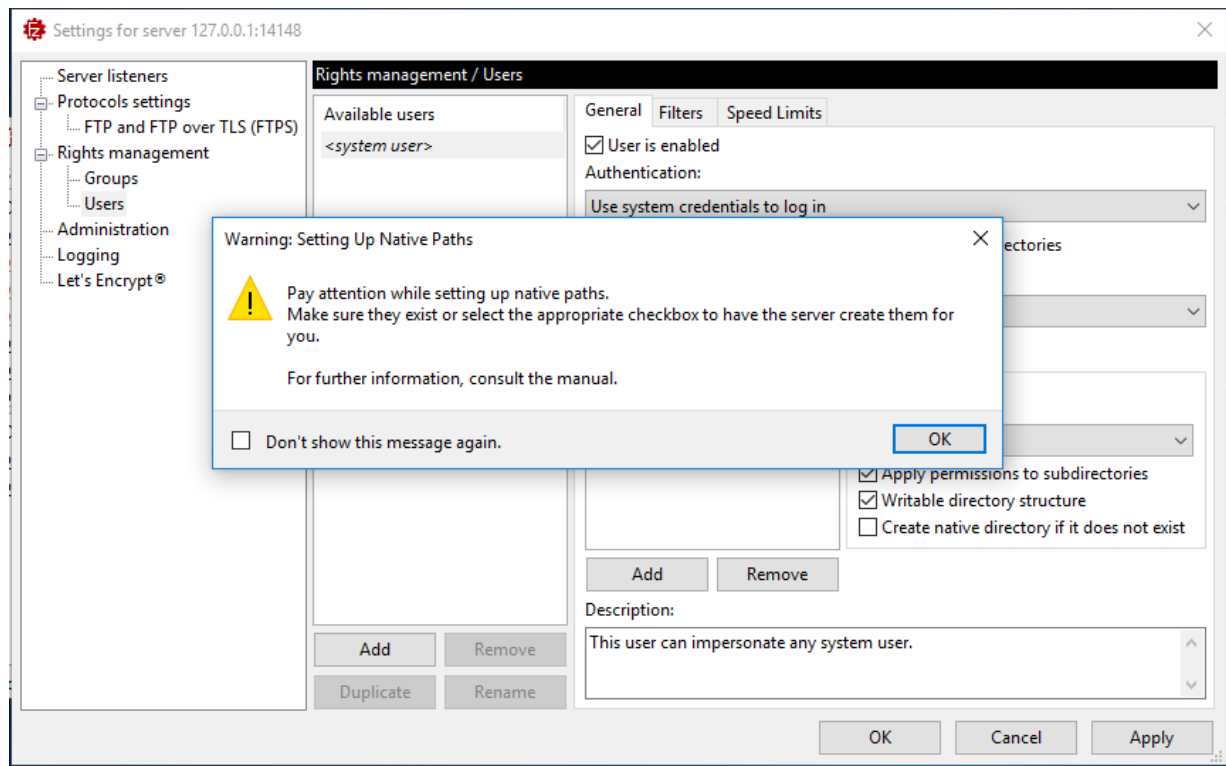 Settings for server 127.0.0.1:14148
Server listeners
Protocols settings
FTP and FTP over TLS (FTPS)
Rights management
Groups
Users
Administration
Logging
Let's Encrypt®
Rights management / Users
Available users
<system user>
Add
Remove
Duplicate
Rename
General
Filters
Speed Limits
User is enabled
Authentication:
Use system credentials to log in
Warning: Setting Up Native Paths
Pay attention while setting up native paths.
Make sure they exist or select the appropriate checkbox to have the server create them for
you.
For further information, consult the manual.
Don't show this message again.
OK
Apply permissions to subdirectories
Writable directory structure
Create native directory if it does not exist
Add
Remove
Description:
This user can impersonate any system user.
OK
Cancel
Apply